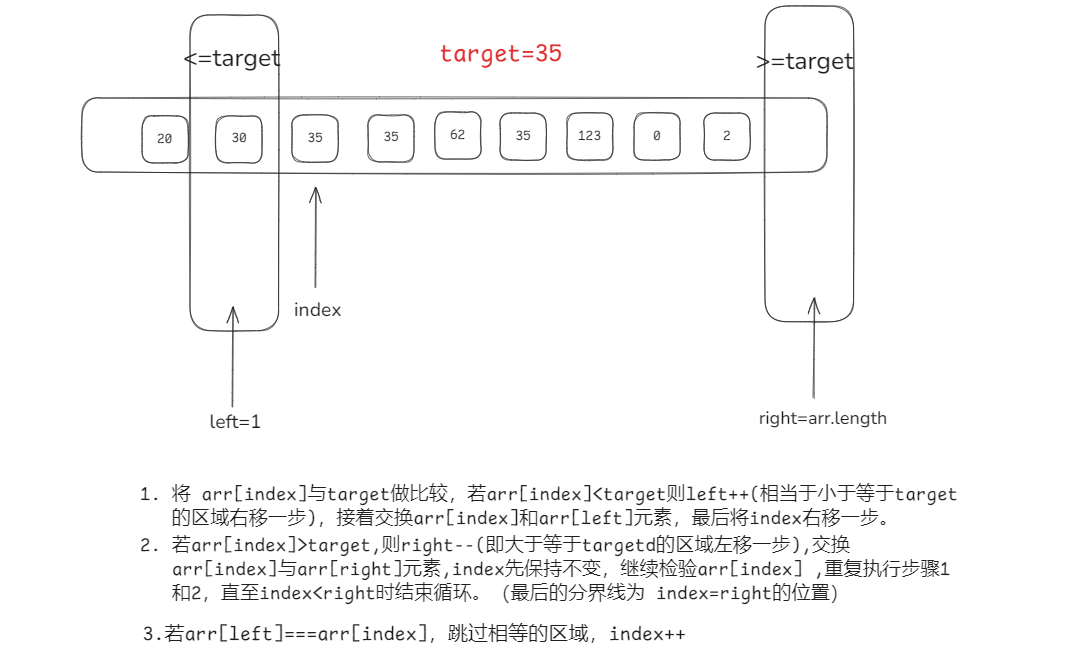 target=35
<=target
>=target
20 30 35 35 62 35 123 0 2
index
left=1
right=arr.length
1. 将 arr[index]与target做比较，若arr[index]<target则left++(相当于小于等于target
的区域右移一步)，接着交换arr[index]和arr[left]元素，最后将index右移一步。
2. 若arr[index]>target,则right--(即大于等于targetd的区域左移一步),交换
arr[index]与arr[right]元素,index先保持不变，继续检验arr[index] ,重复执行步骤1
和2，直至index<right时结束循环。 (最后的分界线为 index=right的位置)
3.若arr[left]===arr[index]，跳过相等的区域，index++